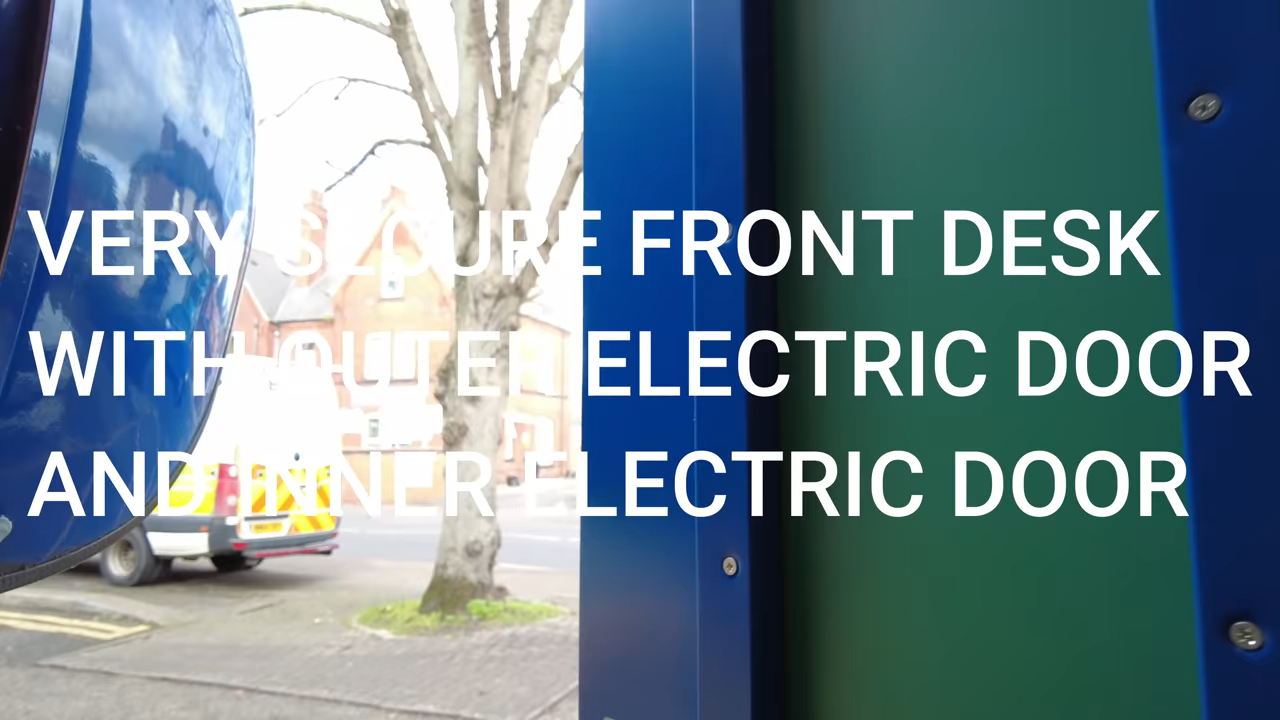 VERY SECURE FRONT DESK
WITH OUTER ELECTRIC DOOR
AND INNER ELECTRIC DOOR